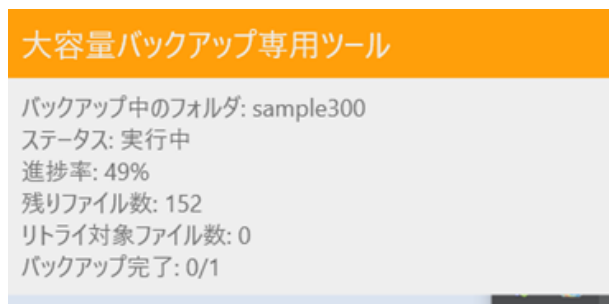 大容量バックアップ専用ツール
バックアップ中のフォルダ: sample300
ステータス: 実行中
進捗率: 49%
残りファイル数: 152
リトライ対象ファイル数: 0
バックアップ完了: 0/1